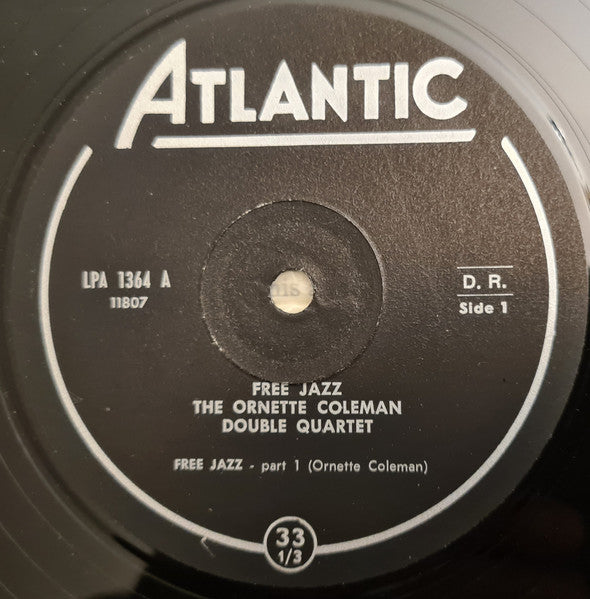 ATLANTIC
LPA 1364 A
11807
D. R.
Side 1
FREE JAZZ
THE ORNETTE COLEMAN
DOUBLE QUARTET
FREE JAZZ - part 1 (Ornette Coleman)
33
1/3